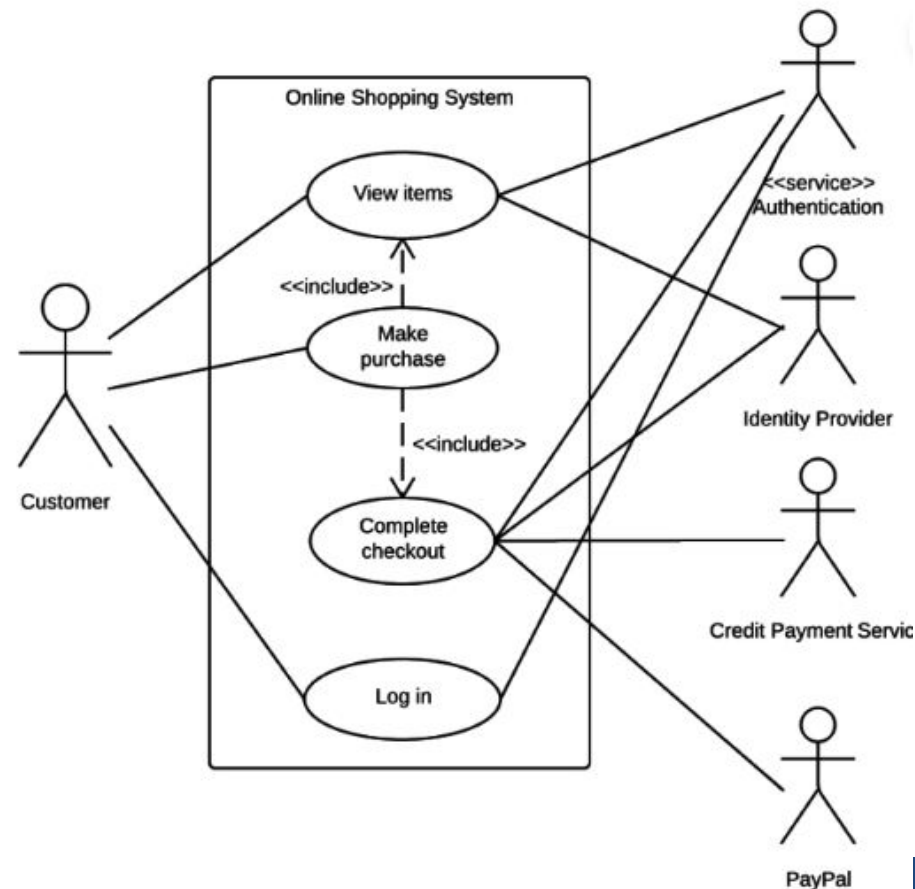 Online Shopping System
View items
<<include>>
Make
purchase
<<include>>
Complete
checkout
Log in
Customer
<<service>>
Authentication
Identity Provider
Credit Payment Servic
PayPal